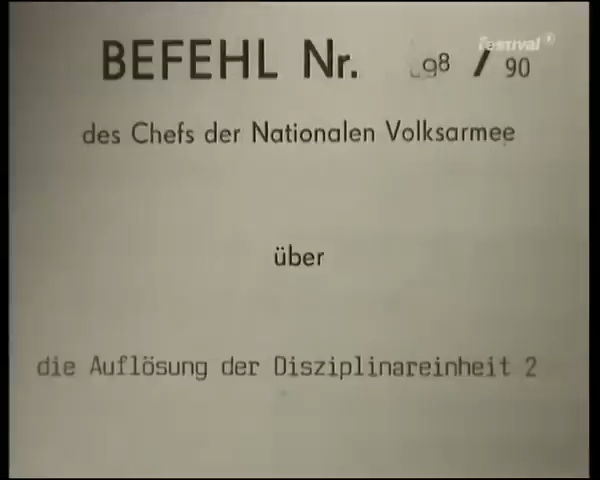 BEFEHL Nr. 98 / 90
des Chefs der Nationalen Volksarmee
über
die Auflösung der Disziplinareinheit 2
festival